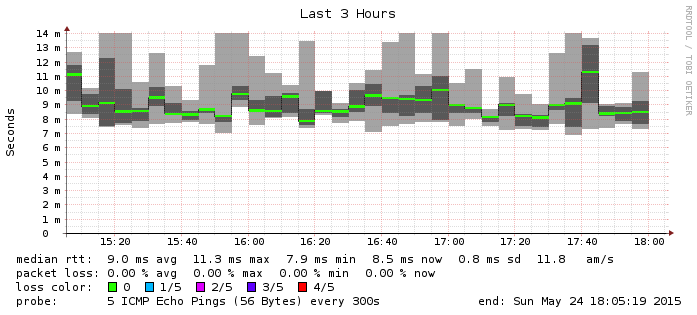 Last 3 Hours
RRDTOOL / TOBI OETIKER
Seconds
14 m
13 m
12 m
11 m
10 m
9 m
8 m
7 m
6 m
5 m
4 m
3 m
2 m
1 m
0
15:20 15:40 16:00 16:20 16:40 17:00 17:20 17:40 18:00
median rtt: 9.0 ms avg 11.3 ms max 7.9 ms min 8.5 ms now 0.8 ms sd 11.8 am/s
packet loss: 0.00 % avg 0.00 % max 0.00 % min 0.00 % now
loss color: 0 1/5 2/5 3/5 4/5
probe: 5 ICMP Echo Pings (56 Bytes) every 300s end: Sun May 24 18:05:19 2015